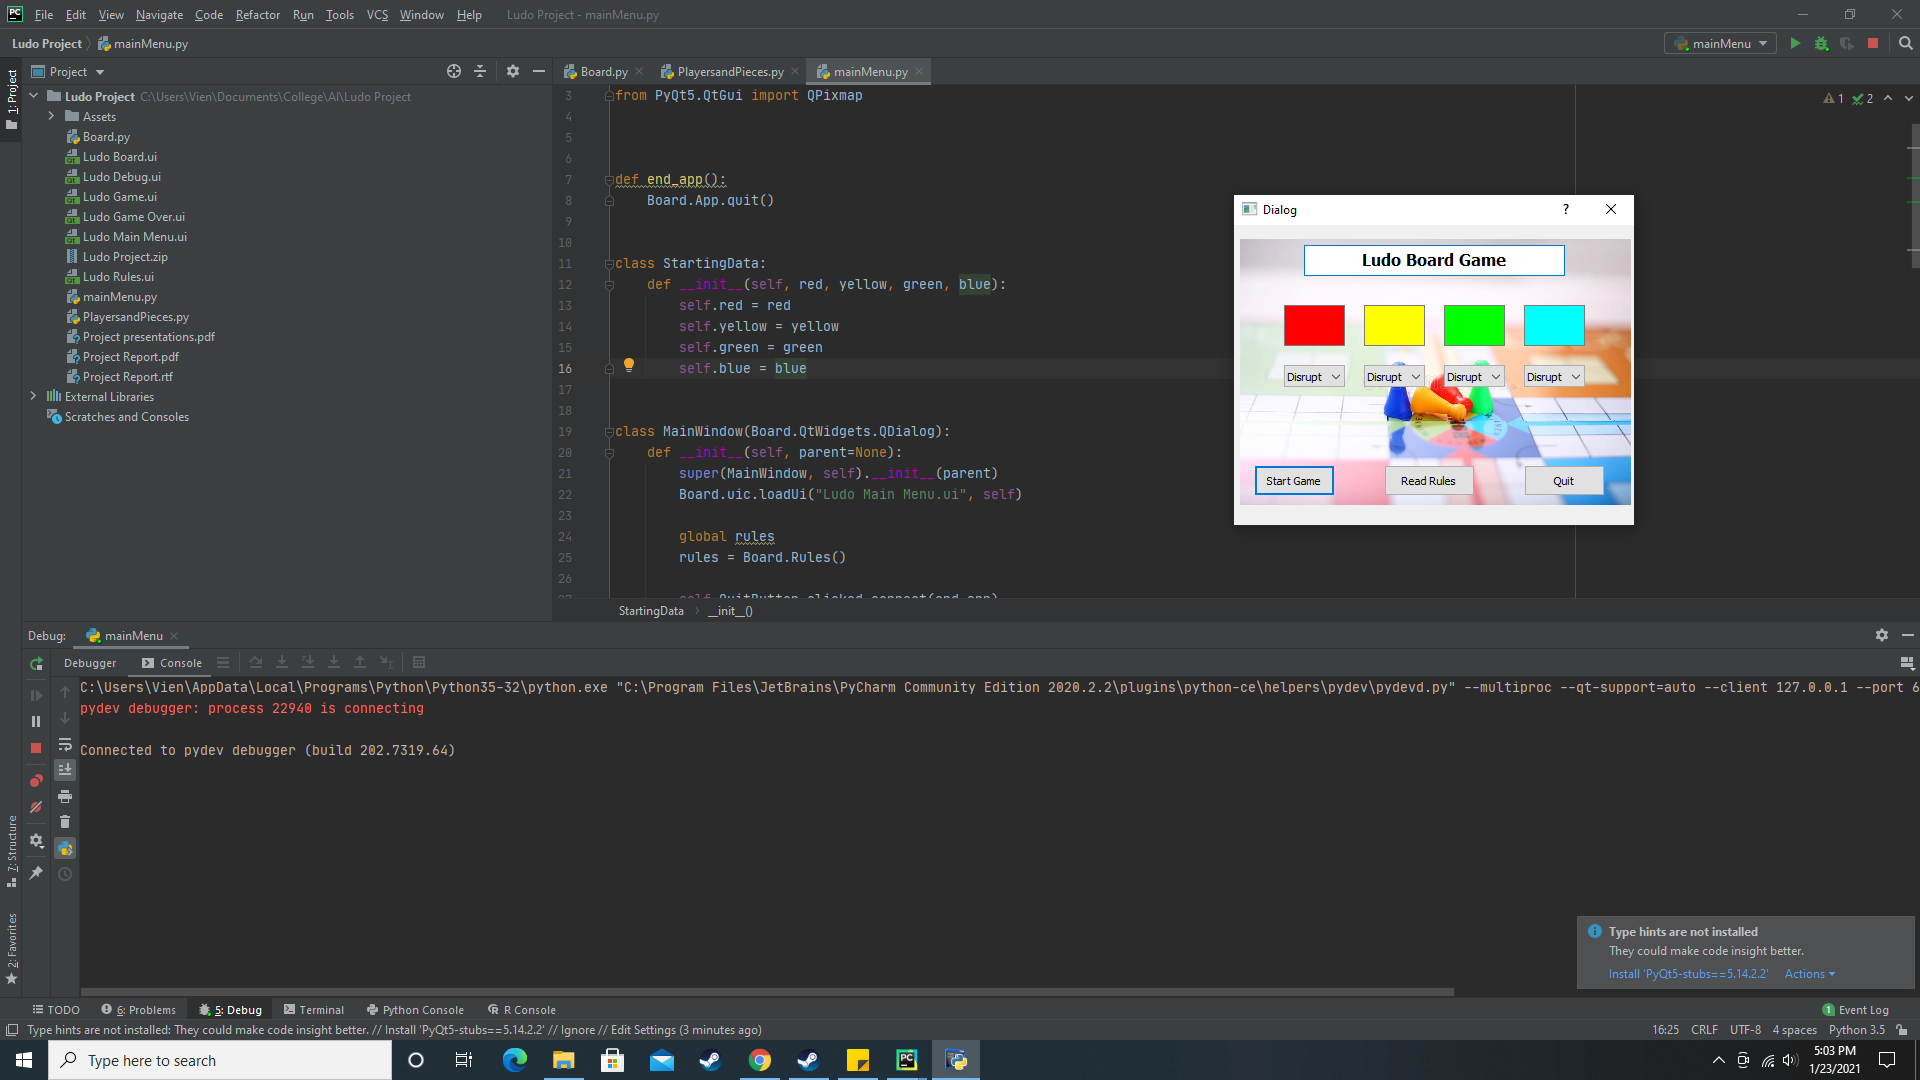 File Edit View Navigate Code Refactor Run Tools VCS Window Help Ludo Project - mainMenu.py
Ludo Project mainMenu.py
mainMenu
Project
Board.py PlayersandPieces.py mainMenu.py
1: Project
Ludo Project C:\Users\Vien\Documents\College\AI\Ludo Project
Assets
Board.py
Ludo Board.ui
Ludo Debug.ui
Ludo Game.ui
Ludo Game Over.ui
Ludo Main Menu.ui
Ludo Project.zip
Ludo Rules.ui
mainMenu.py
PlayersandPieces.py
Project presentations.pdf
Project Report.pdf
Project Report.rtf
External Libraries
Scratches and Consoles
1 2
3 from PyQt5.QtGui import QPixmap
4
5
6
7 def end_app():
8 Board.App.quit()
9
10
11 class StartingData:
12 def __init__(self, red, yellow, green, blue):
13 self.red = red
14 self.yellow = yellow
15 self.green = green
16 self.blue = blue
17
18
19 class MainWindow(Board.QtWidgets.QDialog):
20 def __init__(self, parent=None):
21 super(MainWindow, self).__init__(parent)
22 Board.uic.loadUi("Ludo Main Menu.ui", self)
23
24 global rules
25 rules = Board.Rules()
26
27 self.QuitButton.clicked.connect(end_app)
StartingData __init__()
Dialog ?
Ludo Board Game
Disrupt Disrupt Disrupt Disrupt
Start Game Read Rules Quit
Debug: mainMenu
Debugger Console
C:\Users\Vien\AppData\Local\Programs\Python\Python35-32\python.exe "C:\Program Files\JetBrains\PyCharm Community Edition 2020.2.2\plugins\python-ce\helpers\pydev\pydevd.py" --multiproc --qt-support=auto --client 127.0.0.1 --port 6
pydev debugger: process 22940 is connecting
Connected to pydev debugger (build 202.7319.64)
7: Structure
2: Favorites
Type hints are not installed
They could make code insight better.
Install 'PyQt5-stubs==5.14.2.2' Actions
TODO 6: Problems 5: Debug Terminal Python Console R Console 1 Event Log
Type hints are not installed: They could make code insight better. // Install 'PyQt5-stubs==5.14.2.2' // Ignore // Edit Settings (3 minutes ago) 16:25 CRLF UTF-8 4 spaces Python 3.5
Type here to search
5:03 PM
1/23/2021